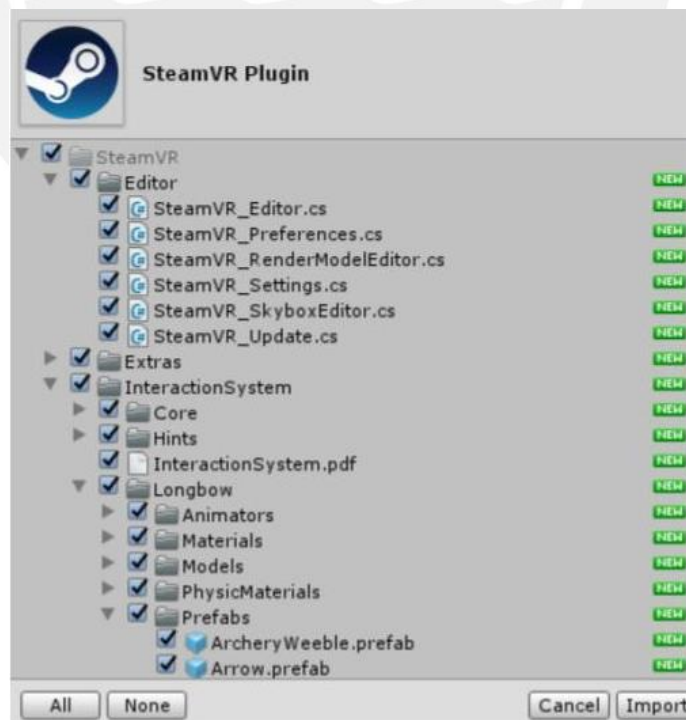 SteamVR Plugin
SteamVR
Editor NEW
SteamVR_Editor.cs NEW
SteamVR_Preferences.cs NEW
SteamVR_RenderModelEditor.cs NEW
SteamVR_Settings.cs NEW
SteamVR_SkyboxEditor.cs NEW
SteamVR_Update.cs NEW
Extras NEW
InteractionSystem NEW
Core NEW
Hints NEW
InteractionSystem.pdf NEW
Longbow NEW
Animators NEW
Materials NEW
Models NEW
PhysicMaterials NEW
Prefabs NEW
ArcheryWeeble.prefab NEW
Arrow.prefab NEW
All None Cancel Import